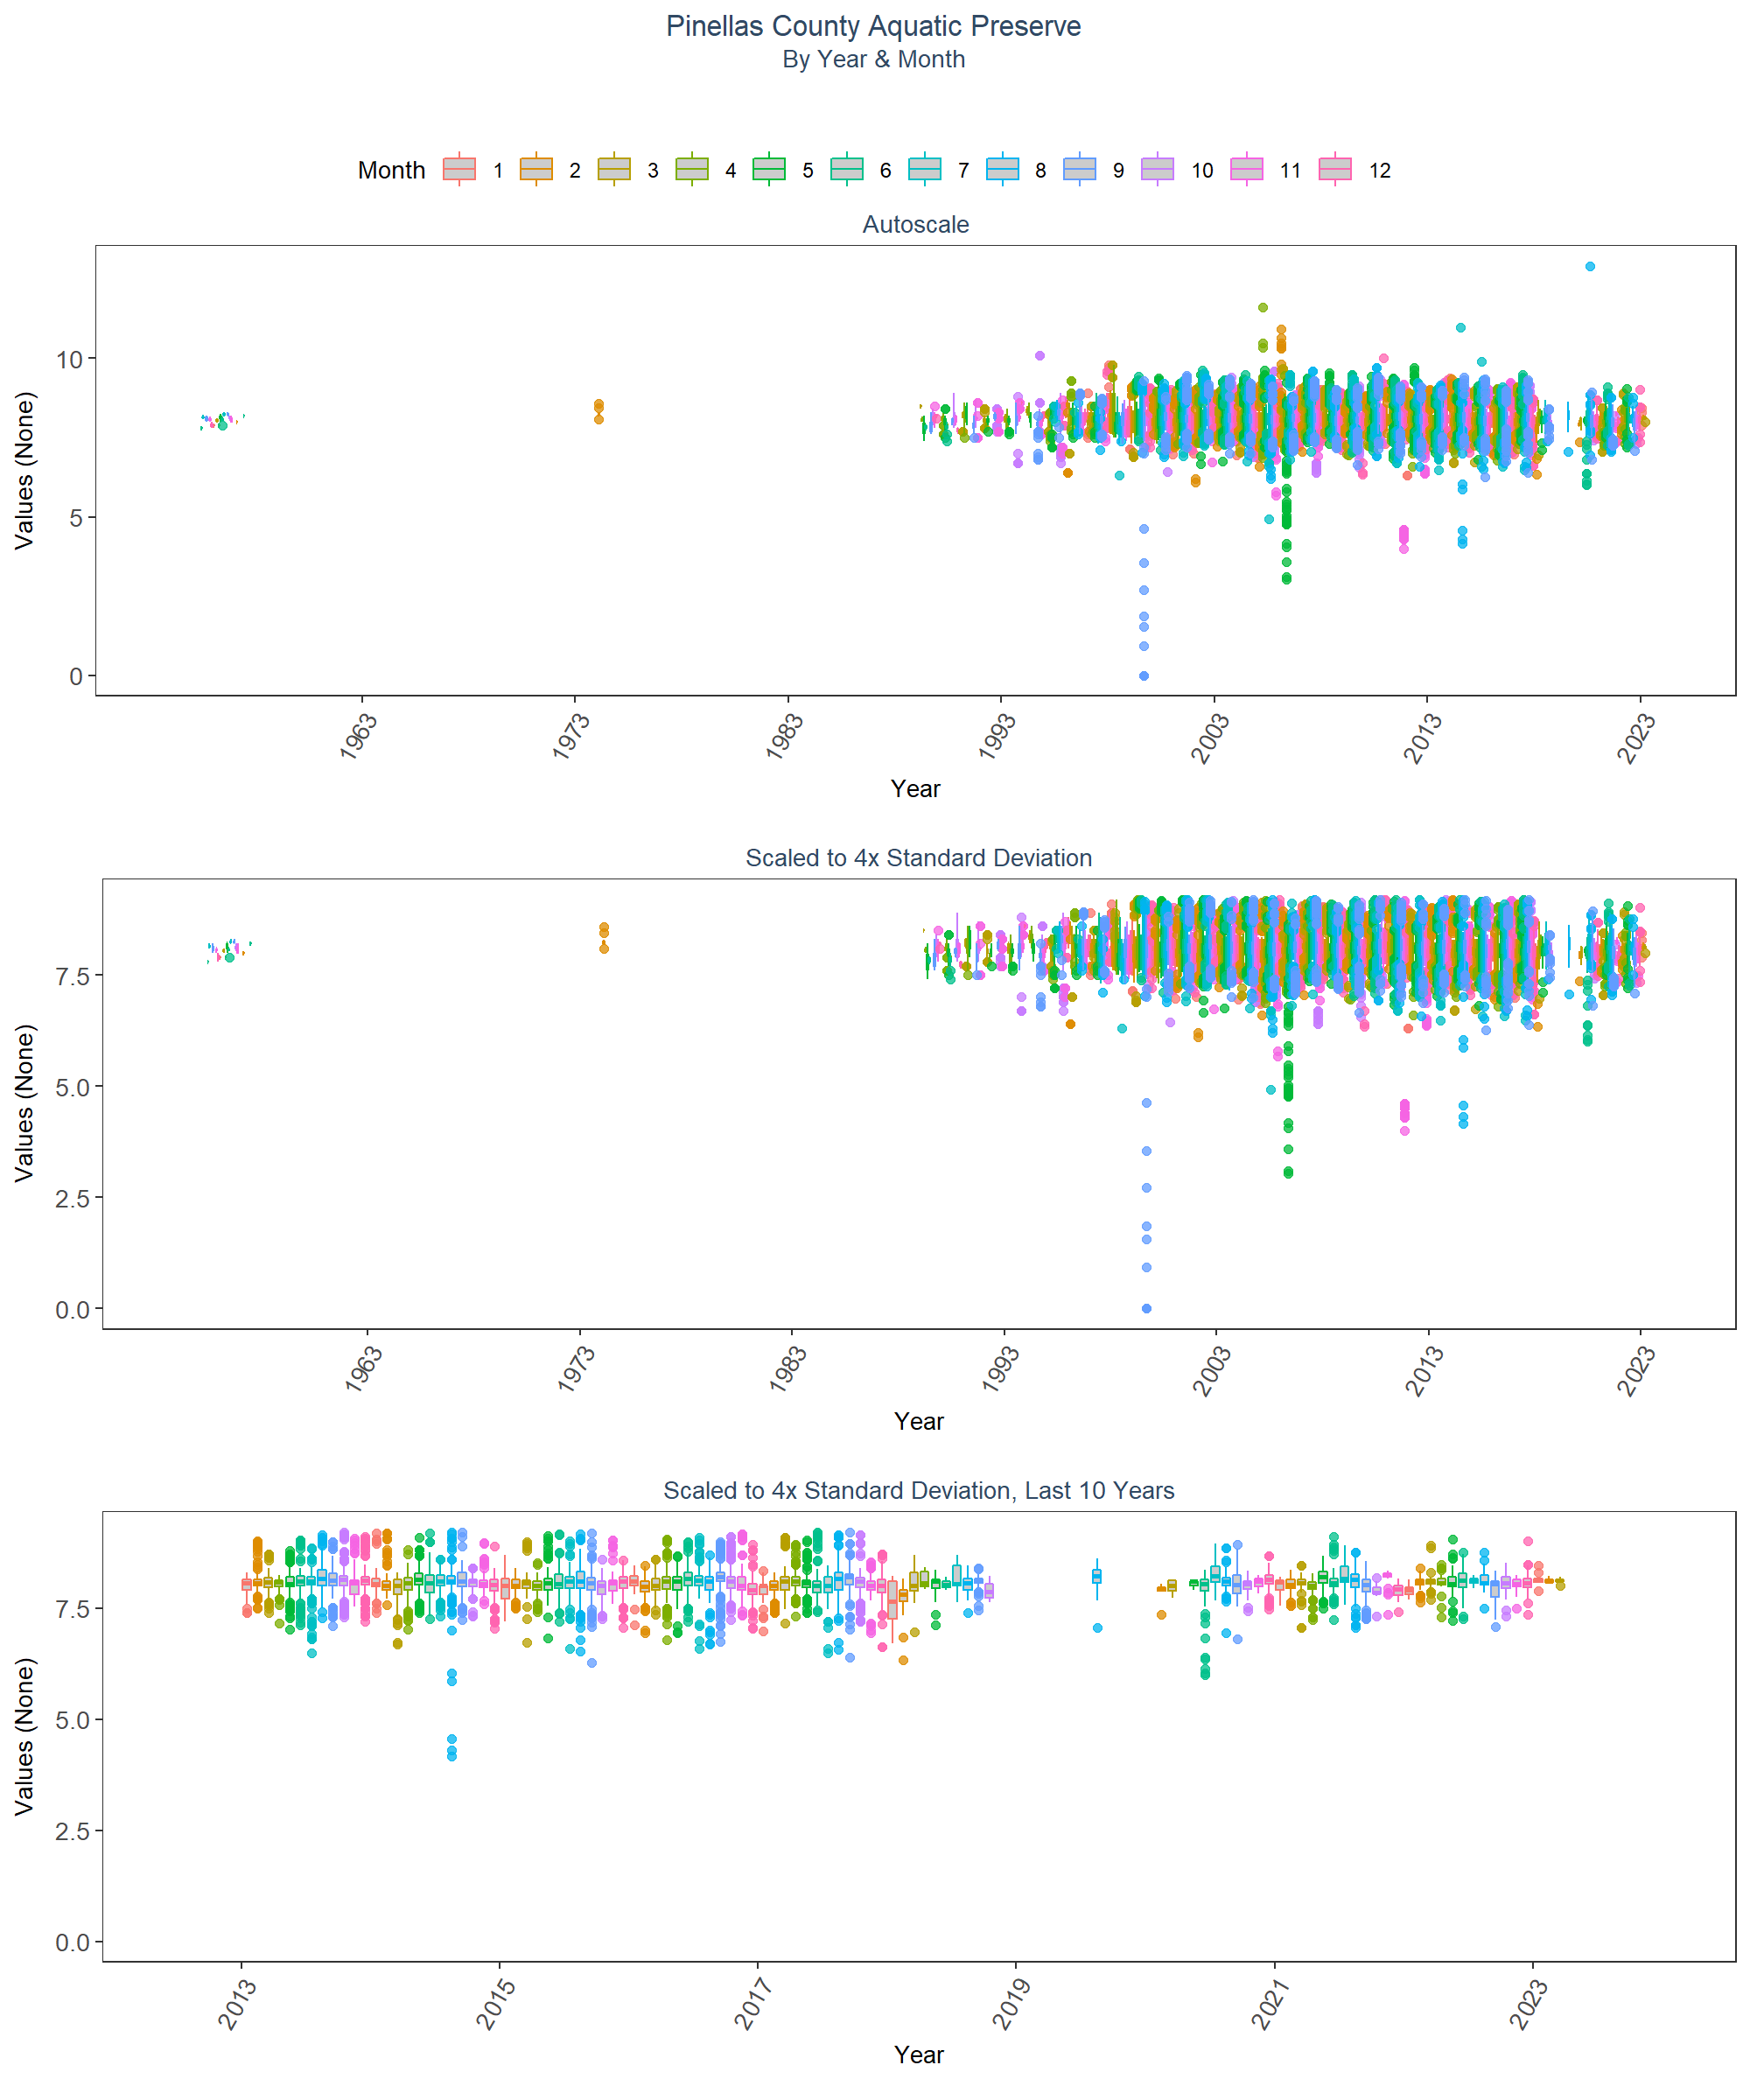 Pinellas County Aquatic Preserve
By Year & Month
Month 1 2 3 4 5 6 7 8 9 10 11 12
Autoscale
Values (None)
10
5
0
1963 1973 1983 1993 2003 2013 2023
Year
Scaled to 4x Standard Deviation
Values (None)
7.5
5.0
2.5
0.0
1963 1973 1983 1993 2003 2013 2023
Year
Scaled to 4x Standard Deviation, Last 10 Years
Values (None)
7.5
5.0
2.5
0.0
2013 2015 2017 2019 2021 2023
Year